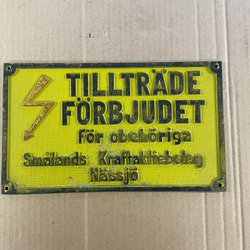 TILLTRÄDE
FÖRBJUDET
för obehöriga
Smålands Kraftaktiebolag
Nässjö